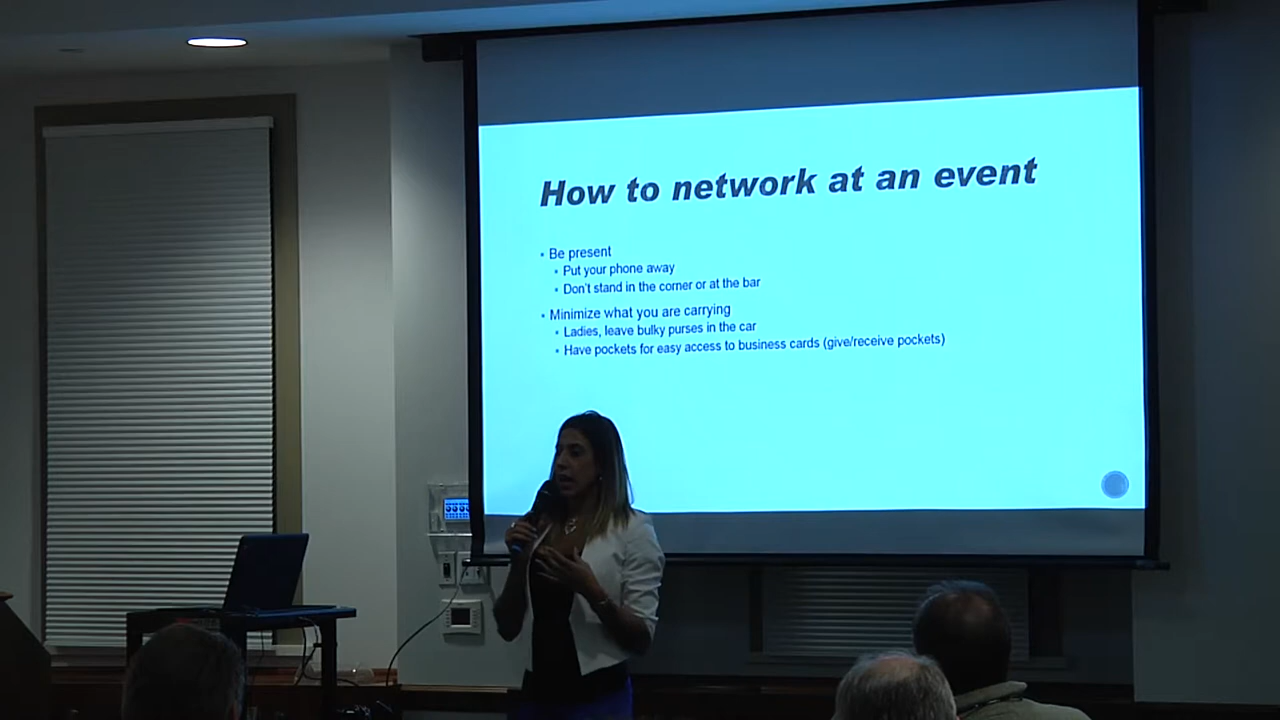 How to network at an event
• Be present
• Put your phone away
• Don't stand in the corner or at the bar
• Minimize what you are carrying
• Ladies, leave bulky purses in the car
• Have pockets for easy access to business cards (give/receive pockets)